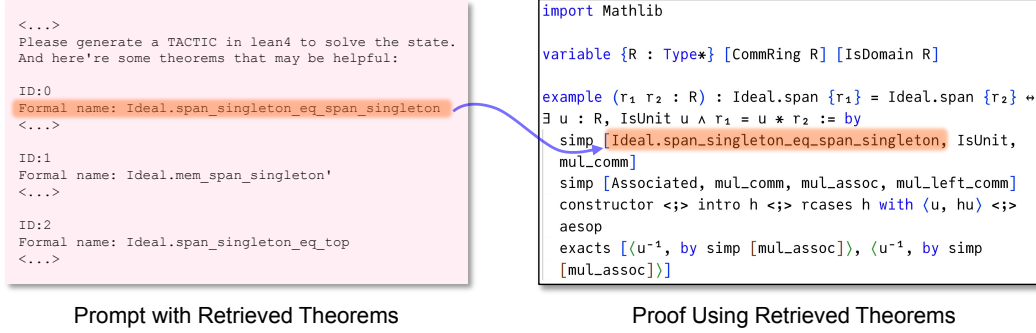 <...>
Please generate a TACTIC in lean4 to solve the state.
And here're some theorems that may be helpful:
ID:0
Formal name: Ideal.span_singleton_eq_span_singleton
<...>
ID:1
Formal name: Ideal.mem_span_singleton'
<...>
ID:2
Formal name: Ideal.span_singleton_eq_top
<...>
Prompt with Retrieved Theorems
import Mathlib
variable {R : Type*} [CommRing R] [IsDomain R]
example (r₁ r₂ : R) : Ideal.span {r₁} = Ideal.span {r₂} ↔
∃ u : R, IsUnit u ∧ r₁ = u * r₂ := by
simp [Ideal.span_singleton_eq_span_singleton, IsUnit,
mul_comm]
simp [Associated, mul_comm, mul_assoc, mul_left_comm]
constructor <;> intro h <;> rcases h with ⟨u, hu⟩ <;>
aesop
exacts [⟨u⁻¹, by simp [mul_assoc]⟩, ⟨u⁻¹, by simp
[mul_assoc]⟩]
Proof Using Retrieved Theorems